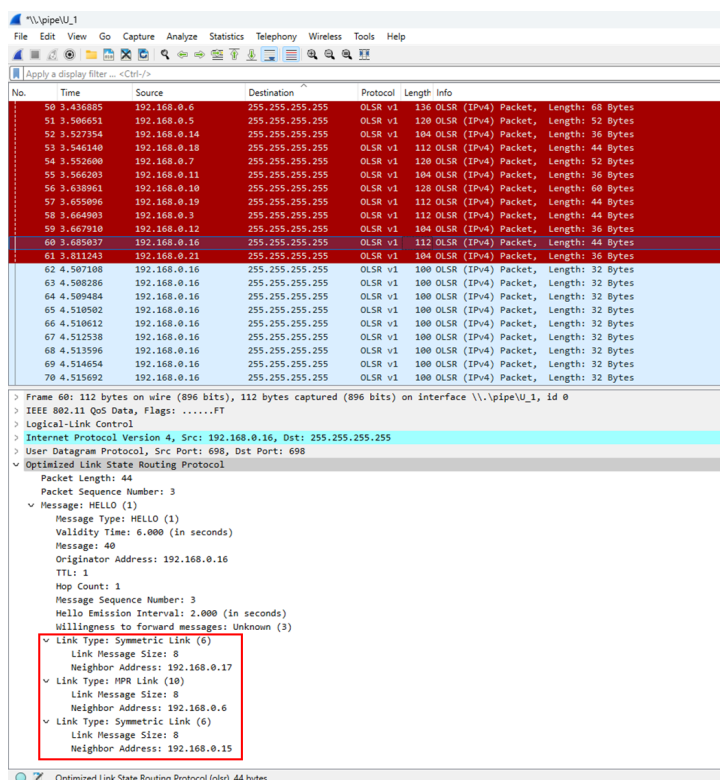 *\\.\pipe\U_1
File Edit View Go Capture Analyze Statistics Telephony Wireless Tools Help
Apply a display filter ... <Ctrl-/>
No. Time Source Destination Protocol Length Info
50 3.436885 192.168.0.6 255.255.255.255 OLSR v1 136 OLSR (IPv4) Packet, Length: 68 Bytes
51 3.506651 192.168.0.5 255.255.255.255 OLSR v1 120 OLSR (IPv4) Packet, Length: 52 Bytes
52 3.527354 192.168.0.14 255.255.255.255 OLSR v1 104 OLSR (IPv4) Packet, Length: 36 Bytes
53 3.546140 192.168.0.18 255.255.255.255 OLSR v1 112 OLSR (IPv4) Packet, Length: 44 Bytes
54 3.552600 192.168.0.7 255.255.255.255 OLSR v1 120 OLSR (IPv4) Packet, Length: 52 Bytes
55 3.566203 192.168.0.11 255.255.255.255 OLSR v1 104 OLSR (IPv4) Packet, Length: 36 Bytes
56 3.638961 192.168.0.10 255.255.255.255 OLSR v1 128 OLSR (IPv4) Packet, Length: 60 Bytes
57 3.655096 192.168.0.19 255.255.255.255 OLSR v1 112 OLSR (IPv4) Packet, Length: 44 Bytes
58 3.664903 192.168.0.3 255.255.255.255 OLSR v1 112 OLSR (IPv4) Packet, Length: 44 Bytes
59 3.667910 192.168.0.12 255.255.255.255 OLSR v1 104 OLSR (IPv4) Packet, Length: 36 Bytes
60 3.685037 192.168.0.16 255.255.255.255 OLSR v1 112 OLSR (IPv4) Packet, Length: 44 Bytes
61 3.811243 192.168.0.21 255.255.255.255 OLSR v1 104 OLSR (IPv4) Packet, Length: 36 Bytes
62 4.507108 192.168.0.16 255.255.255.255 OLSR v1 100 OLSR (IPv4) Packet, Length: 32 Bytes
63 4.508286 192.168.0.16 255.255.255.255 OLSR v1 100 OLSR (IPv4) Packet, Length: 32 Bytes
64 4.509484 192.168.0.16 255.255.255.255 OLSR v1 100 OLSR (IPv4) Packet, Length: 32 Bytes
65 4.510502 192.168.0.16 255.255.255.255 OLSR v1 100 OLSR (IPv4) Packet, Length: 32 Bytes
66 4.510612 192.168.0.16 255.255.255.255 OLSR v1 100 OLSR (IPv4) Packet, Length: 32 Bytes
67 4.512538 192.168.0.16 255.255.255.255 OLSR v1 100 OLSR (IPv4) Packet, Length: 32 Bytes
68 4.513596 192.168.0.16 255.255.255.255 OLSR v1 100 OLSR (IPv4) Packet, Length: 32 Bytes
69 4.514654 192.168.0.16 255.255.255.255 OLSR v1 100 OLSR (IPv4) Packet, Length: 32 Bytes
70 4.515692 192.168.0.16 255.255.255.255 OLSR v1 100 OLSR (IPv4) Packet, Length: 32 Bytes
Frame 60: 112 bytes on wire (896 bits), 112 bytes captured (896 bits) on interface \\.\pipe\U_1, id 0
IEEE 802.11 QoS Data, Flags: ......FT
Logical-Link Control
Internet Protocol Version 4, Src: 192.168.0.16, Dst: 255.255.255.255
User Datagram Protocol, Src Port: 698, Dst Port: 698
Optimized Link State Routing Protocol
Packet Length: 44
Packet Sequence Number: 3
Message: HELLO (1)
Message Type: HELLO (1)
Validity Time: 6.000 (in seconds)
Message: 40
Originator Address: 192.168.0.16
TTL: 1
Hop Count: 1
Message Sequence Number: 3
Hello Emission Interval: 2.000 (in seconds)
Willingness to forward messages: Unknown (3)
Link Type: Symmetric Link (6)
Link Message Size: 8
Neighbor Address: 192.168.0.17
Link Type: MPR Link (10)
Link Message Size: 8
Neighbor Address: 192.168.0.6
Link Type: Symmetric Link (6)
Link Message Size: 8
Neighbor Address: 192.168.0.15
Optimized Link State Routing Protocol (olsr), 44 bytes